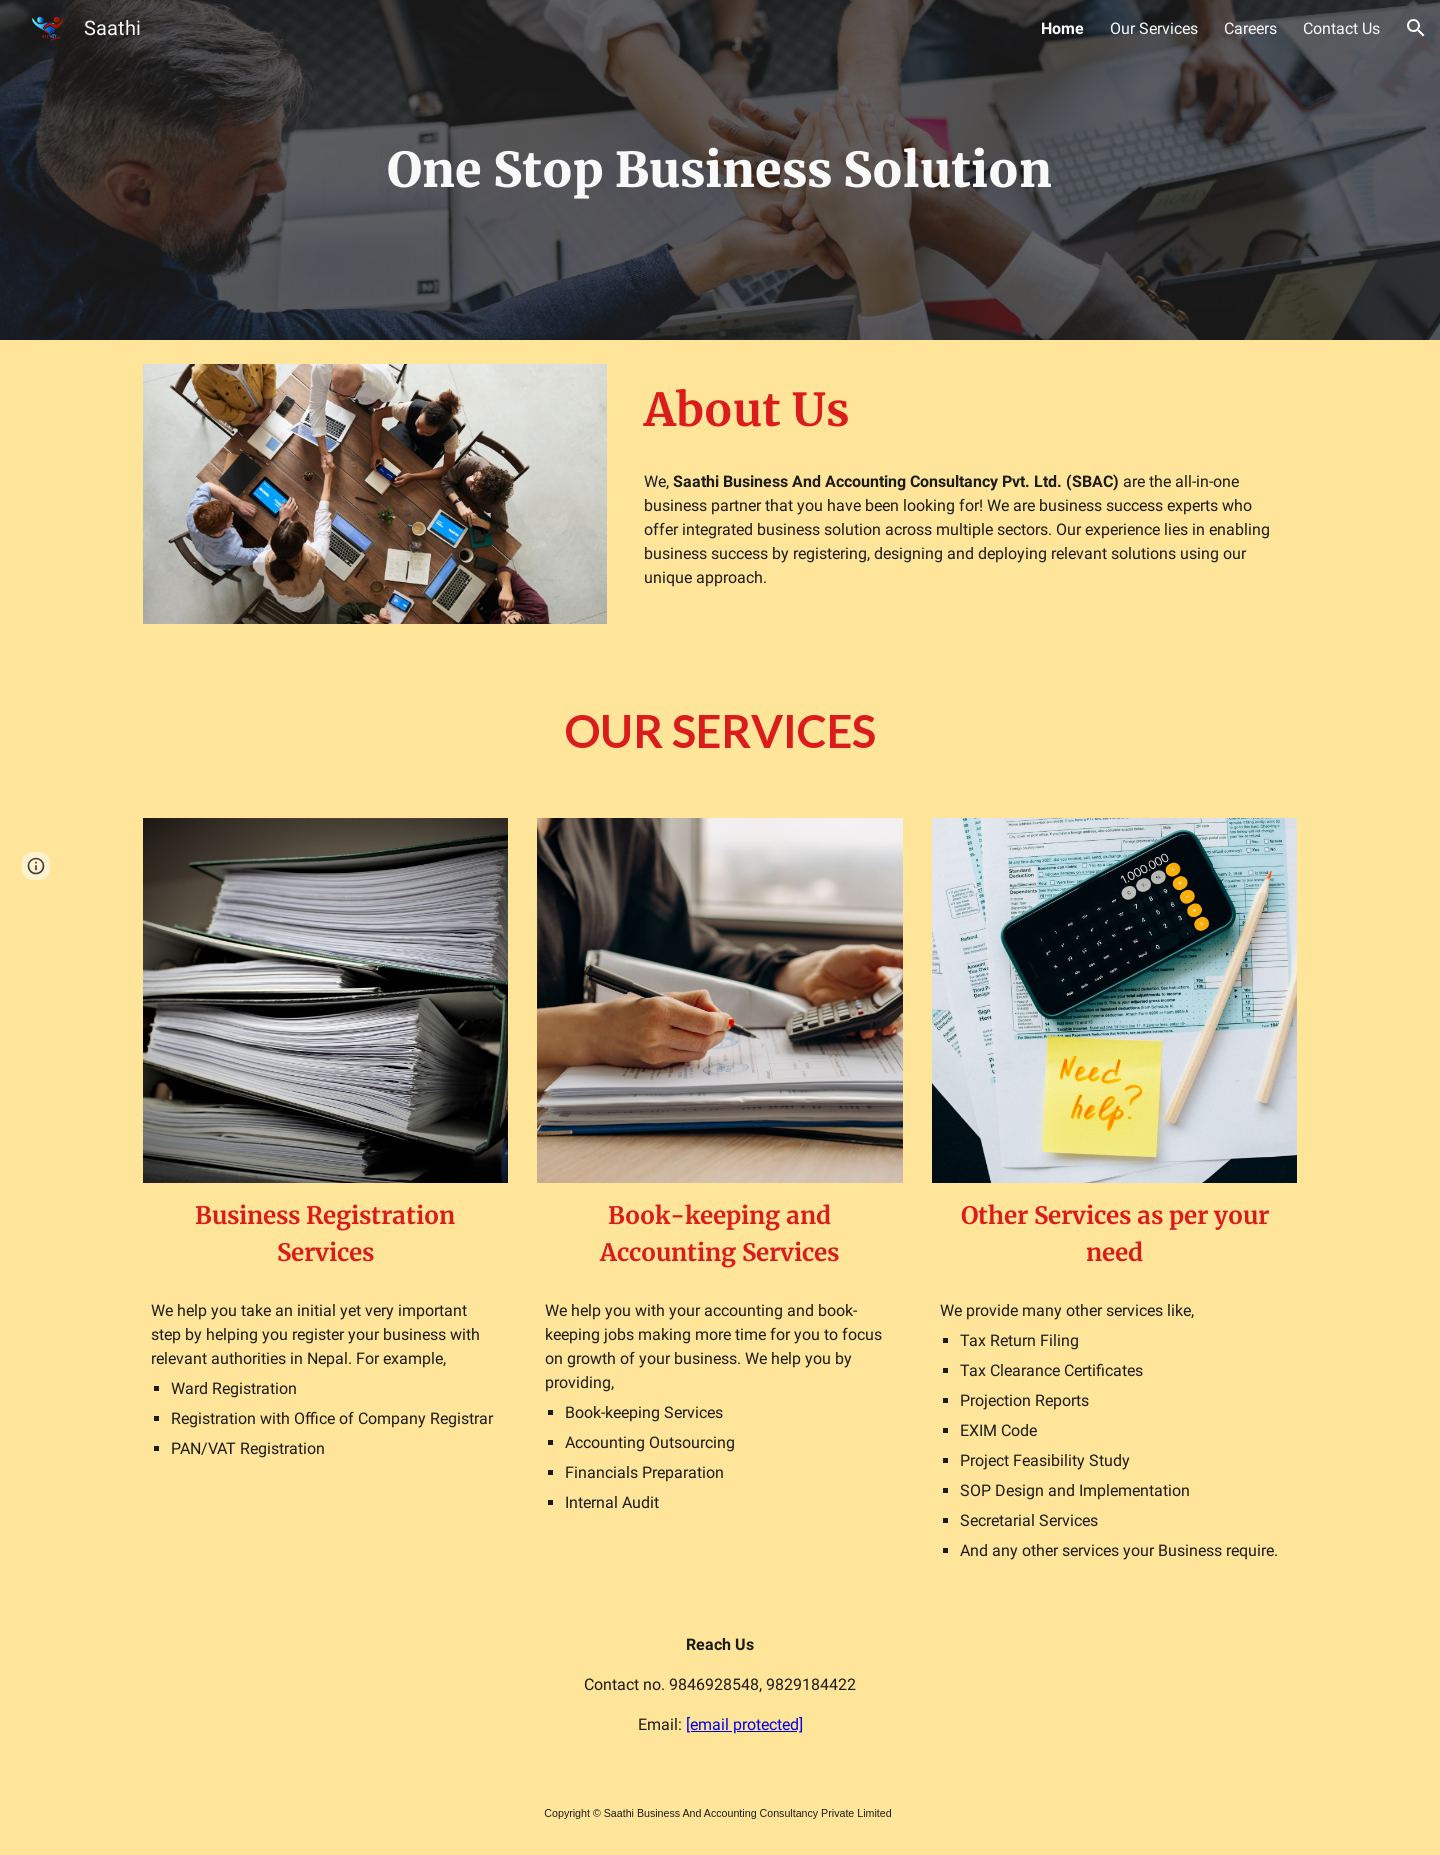 Saathi
Home
Our Services
Careers
Contact Us
One Stop Business Solution
About Us
We, Saathi Business And Accounting Consultancy Pvt. Ltd. (SBAC) are the all-in-one
business partner that you have been looking for! We are business success experts who
offer integrated business solution across multiple sectors. Our experience lies in enabling
business success by registering, designing and deploying relevant solutions using our
unique approach.
OUR SERVICES
1,000,000
Need
help?
Business Registration
Services
We help you take an initial yet very important
step by helping you register your business with
relevant authorities in Nepal. For example,
Ward Registration
Registration with Office of Company Registrar
PAN/VAT Registration
Book-keeping and
Accounting Services
We help you with your accounting and book-
keeping jobs making more time for you to focus
on growth of your business. We help you by
providing,
Book-keeping Services
Accounting Outsourcing
Financials Preparation
Internal Audit
Other Services as per your
need
We provide many other services like,
Tax Return Filing
Tax Clearance Certificates
Projection Reports
EXIM Code
Project Feasibility Study
SOP Design and Implementation
Secretarial Services
And any other services your Business require.
Reach Us
Contact no. 9846928548, 9829184422
Email: [email protected]
Copyright © Saathi Business And Accounting Consultancy Private Limited